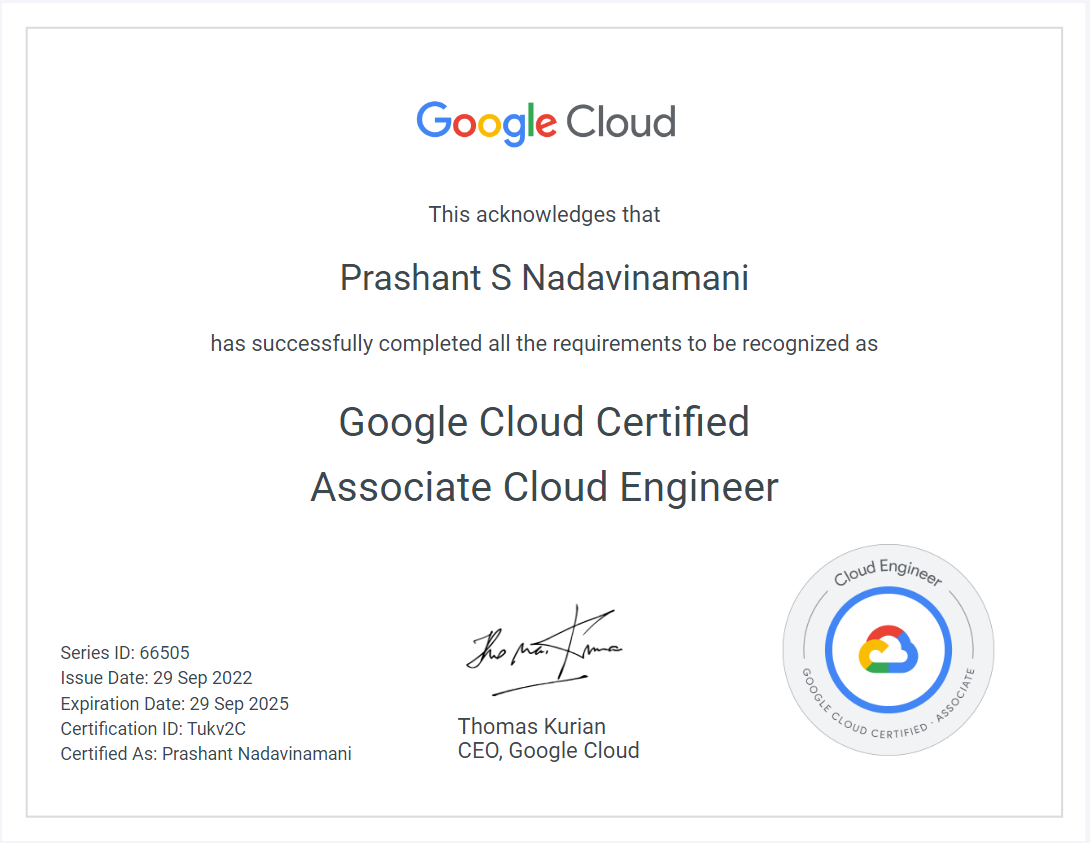 Google Cloud
This acknowledges that
Prashant S Nadavinamani
has successfully completed all the requirements to be recognized as
Google Cloud Certified
Associate Cloud Engineer
Series ID: 66505
Issue Date: 29 Sep 2022
Expiration Date: 29 Sep 2025
Certification ID: Tukv2C
Certified As: Prashant Nadavinamani
Thomas Kurian
CEO, Google Cloud
Cloud Engineer
GOOGLE CLOUD CERTIFIED · ASSOCIATE